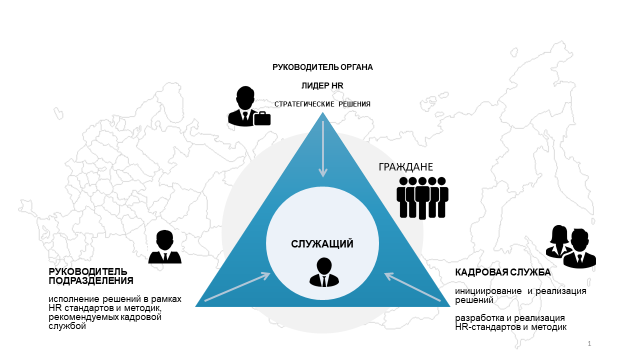 РУКОВОДИТЕЛЬ ОРГАНА
ЛИДЕР HR
СТРАТЕГИЧЕСКИЕ РЕШЕНИЯ
ГРАЖДАНЕ
СЛУЖАЩИЙ
РУКОВОДИТЕЛЬ
ПОДРАЗДЕЛЕНИЯ
исполнение решений в рамках
HR стандартов и методик,
рекомендуемых кадровой
службой
КАДРОВАЯ СЛУЖБА
инициирование и реализация
решений
разработка и реализация
HR-стандартов и методик
1